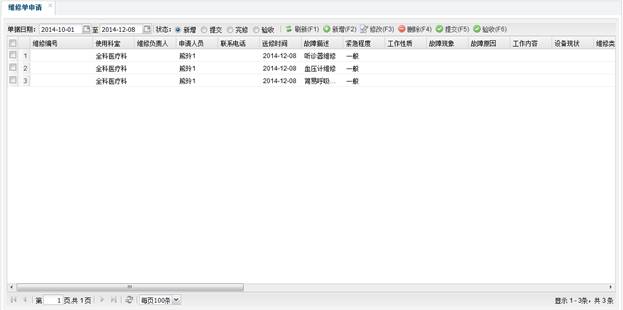 维修单申请
单据日期: 2014-10-01 至 2014-12-08 状态: 新增 提交 完修 验收 刷新(F1) 新增(F2) 修改(F3) 删除(F4) 提交(F5) 验收(F6)
维修编号 使用科室 维修负责人 申请人员 联系电话 送修时间 故障描述 紧急程度 工作性质 故障现象 故障原因 工作内容 设备现状 维修类
1 全科医疗科 熊玲1 2014-12-08 听诊器维修 一般
2 全科医疗科 熊玲1 2014-12-08 血压计维修 一般
3 全科医疗科 熊玲1 2014-12-08 简易呼吸... 一般
第 1 页,共 1 页 每页100条 显示 1 - 3条，共 3 条